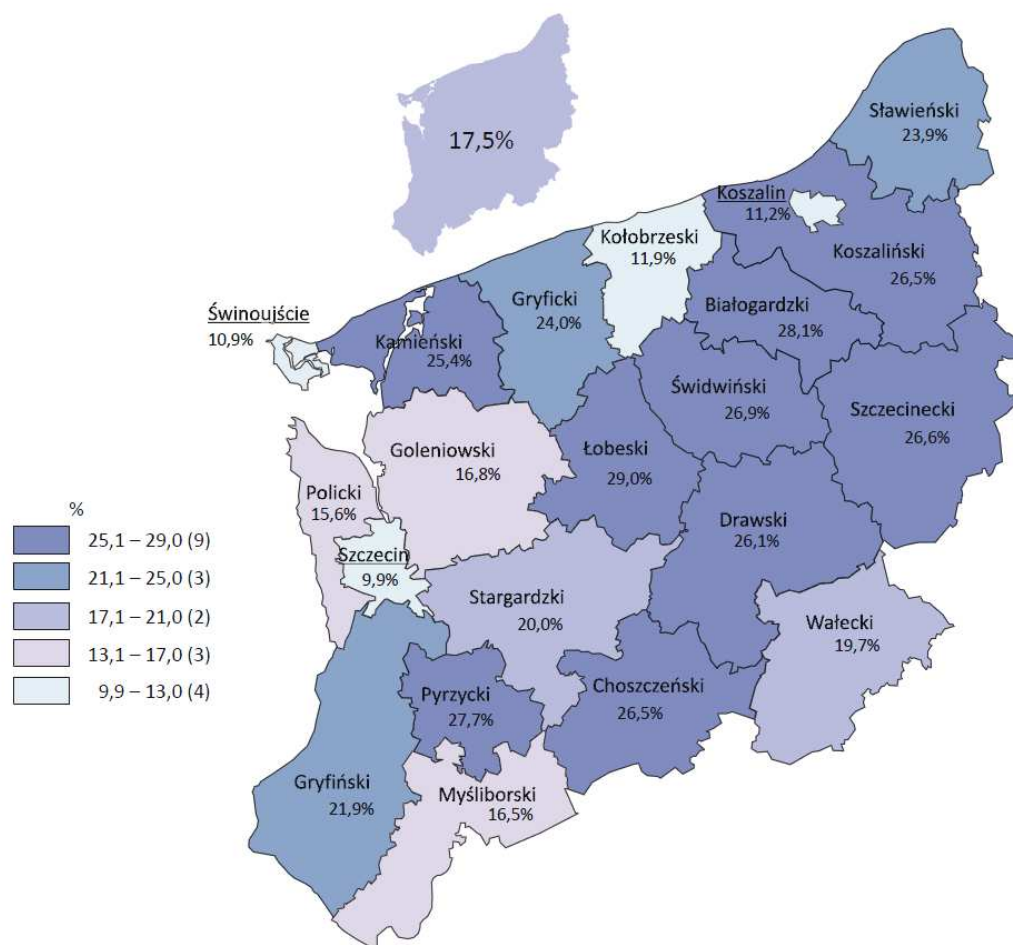 17,5%
Sławieński
23,9%
Koszalin
11,2%
Kołobrzeski
11,9%
Koszaliński
26,5%
Gryficki
24,0%
Białogardzki
28,1%
Świnoujście
10,9%
Kamieński
25,4%
Świdwiński
26,9%
Szczecinecki
26,6%
Goleniowski
16,8%
Łobeski
29,0%
Policki
15,6%
Drawski
26,1%
Szczecin
9,9%
Stargardzki
20,0%
Wałecki
19,7%
Pyrzycki
27,7%
Choszczeński
26,5%
Gryfiński
21,9%
Myśliborski
16,5%
%
25,1 – 29,0 (9)
21,1 – 25,0 (3)
17,1 – 21,0 (2)
13,1 – 17,0 (3)
9,9 – 13,0 (4)